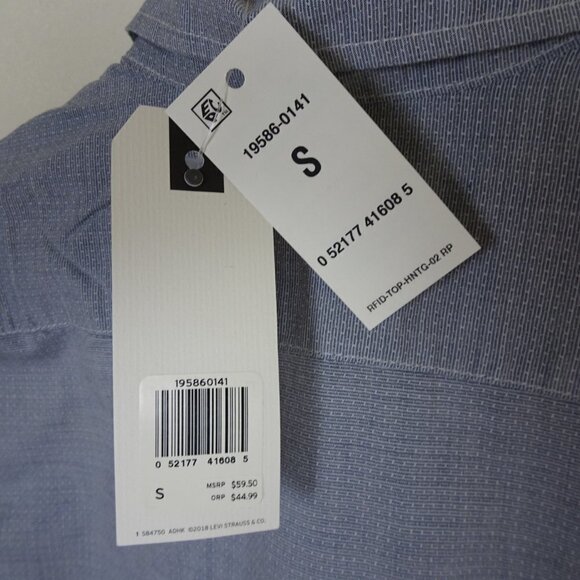 19586-0141
S
0 52177 41608 5
RFID-TOP-HNTG-02 RP
195860141
0 52177 41608 5
S
MSRP $59.50
ORP $44.99
1 584750 ADHK ©2018 LEVI STRAUSS & CO.